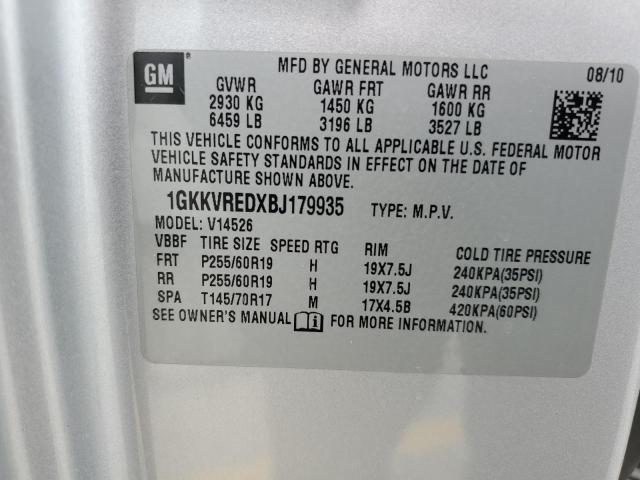 GM
MFD BY GENERAL MOTORS LLC 08/10
GVWR GAWR FRT GAWR RR
2930 KG 1450 KG 1600 KG
6459 LB 3196 LB 3527 LB
THIS VEHICLE CONFORMS TO ALL APPLICABLE U.S. FEDERAL MOTOR
VEHICLE SAFETY STANDARDS IN EFFECT ON THE DATE OF
MANUFACTURE SHOWN ABOVE.
1GKKVREDXBJ179935 TYPE: M.P.V.
MODEL: V14526
VBBF TIRE SIZE SPEED RTG RIM COLD TIRE PRESSURE
FRT P255/60R19 H 19X7.5J 240KPA(35PSI)
RR P255/60R19 H 19X7.5J 240KPA(35PSI)
SPA T145/70R17 M 17X4.5B 420KPA(60PSI)
SEE OWNER'S MANUAL FOR MORE INFORMATION.